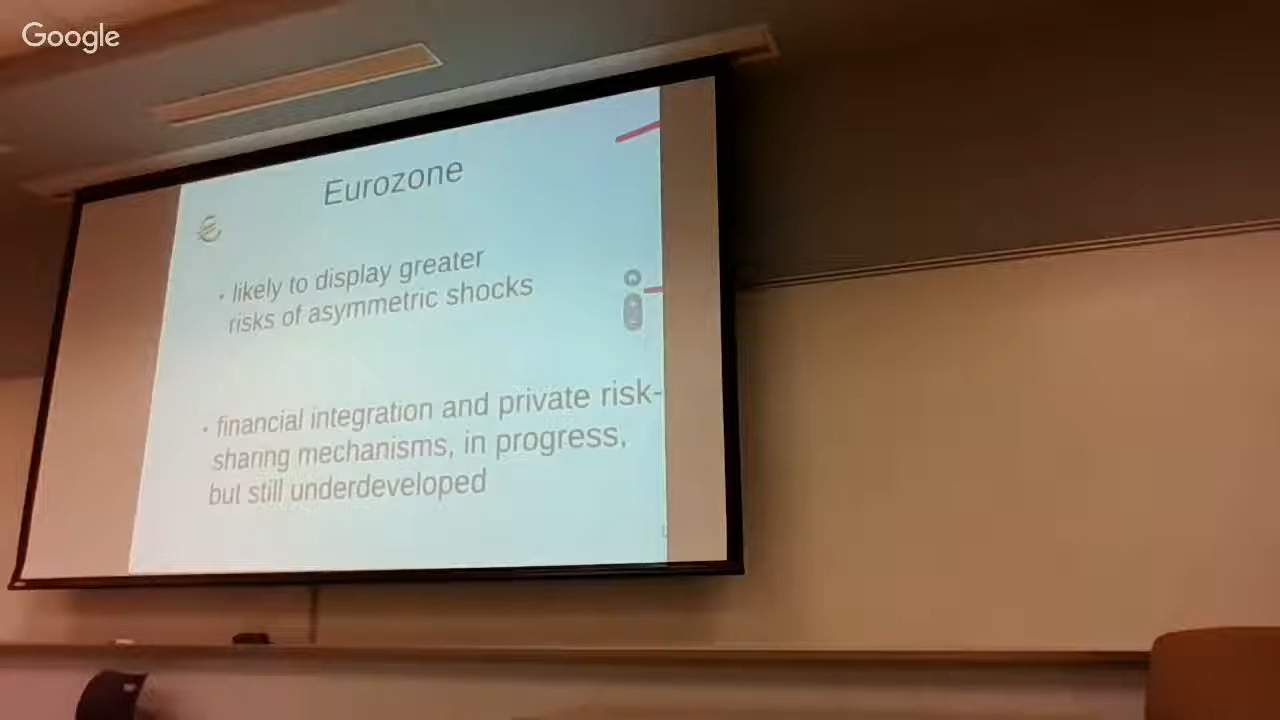 Google
Eurozone
• likely to display greater
risks of asymmetric shocks
• financial integration and private risk-
sharing mechanisms, in progress,
but still underdeveloped